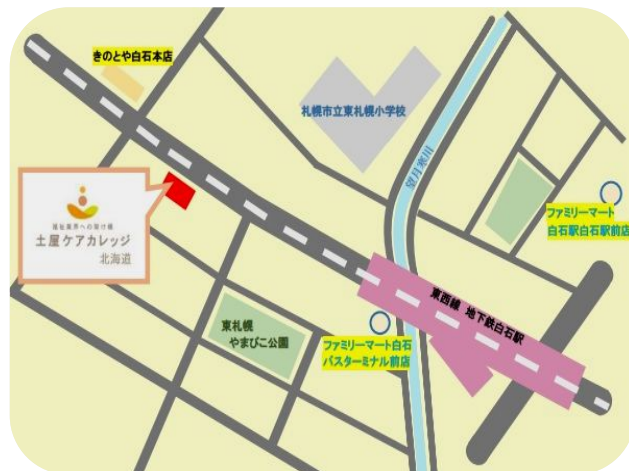 きのとや白石本店
札幌市立東札幌小学校
望月寒川
福祉業界への架け橋
土屋ケアカレッジ
北海道
ファミリーマート
白石駅白石駅前店
東西線 地下鉄白石駅
東札幌
やまびこ公園
ファミリーマート白石
バスターミナル前店